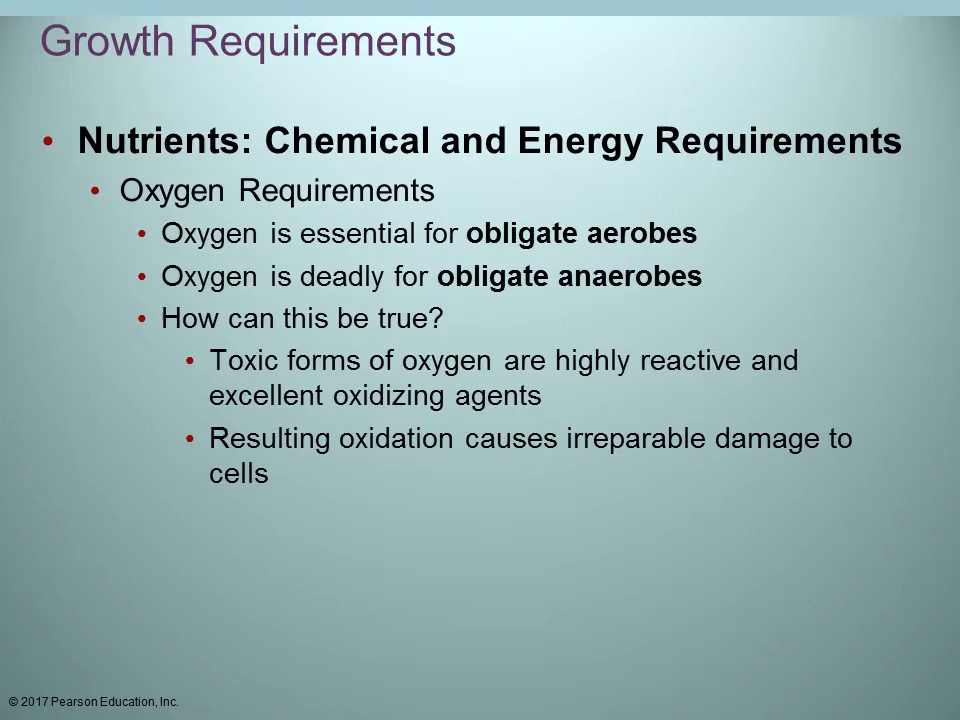 Growth Requirements
• Nutrients: Chemical and Energy Requirements
• Oxygen Requirements
• Oxygen is essential for obligate aerobes
• Oxygen is deadly for obligate anaerobes
• How can this be true?
• Toxic forms of oxygen are highly reactive and
excellent oxidizing agents
• Resulting oxidation causes irreparable damage to
cells
© 2017 Pearson Education, Inc.